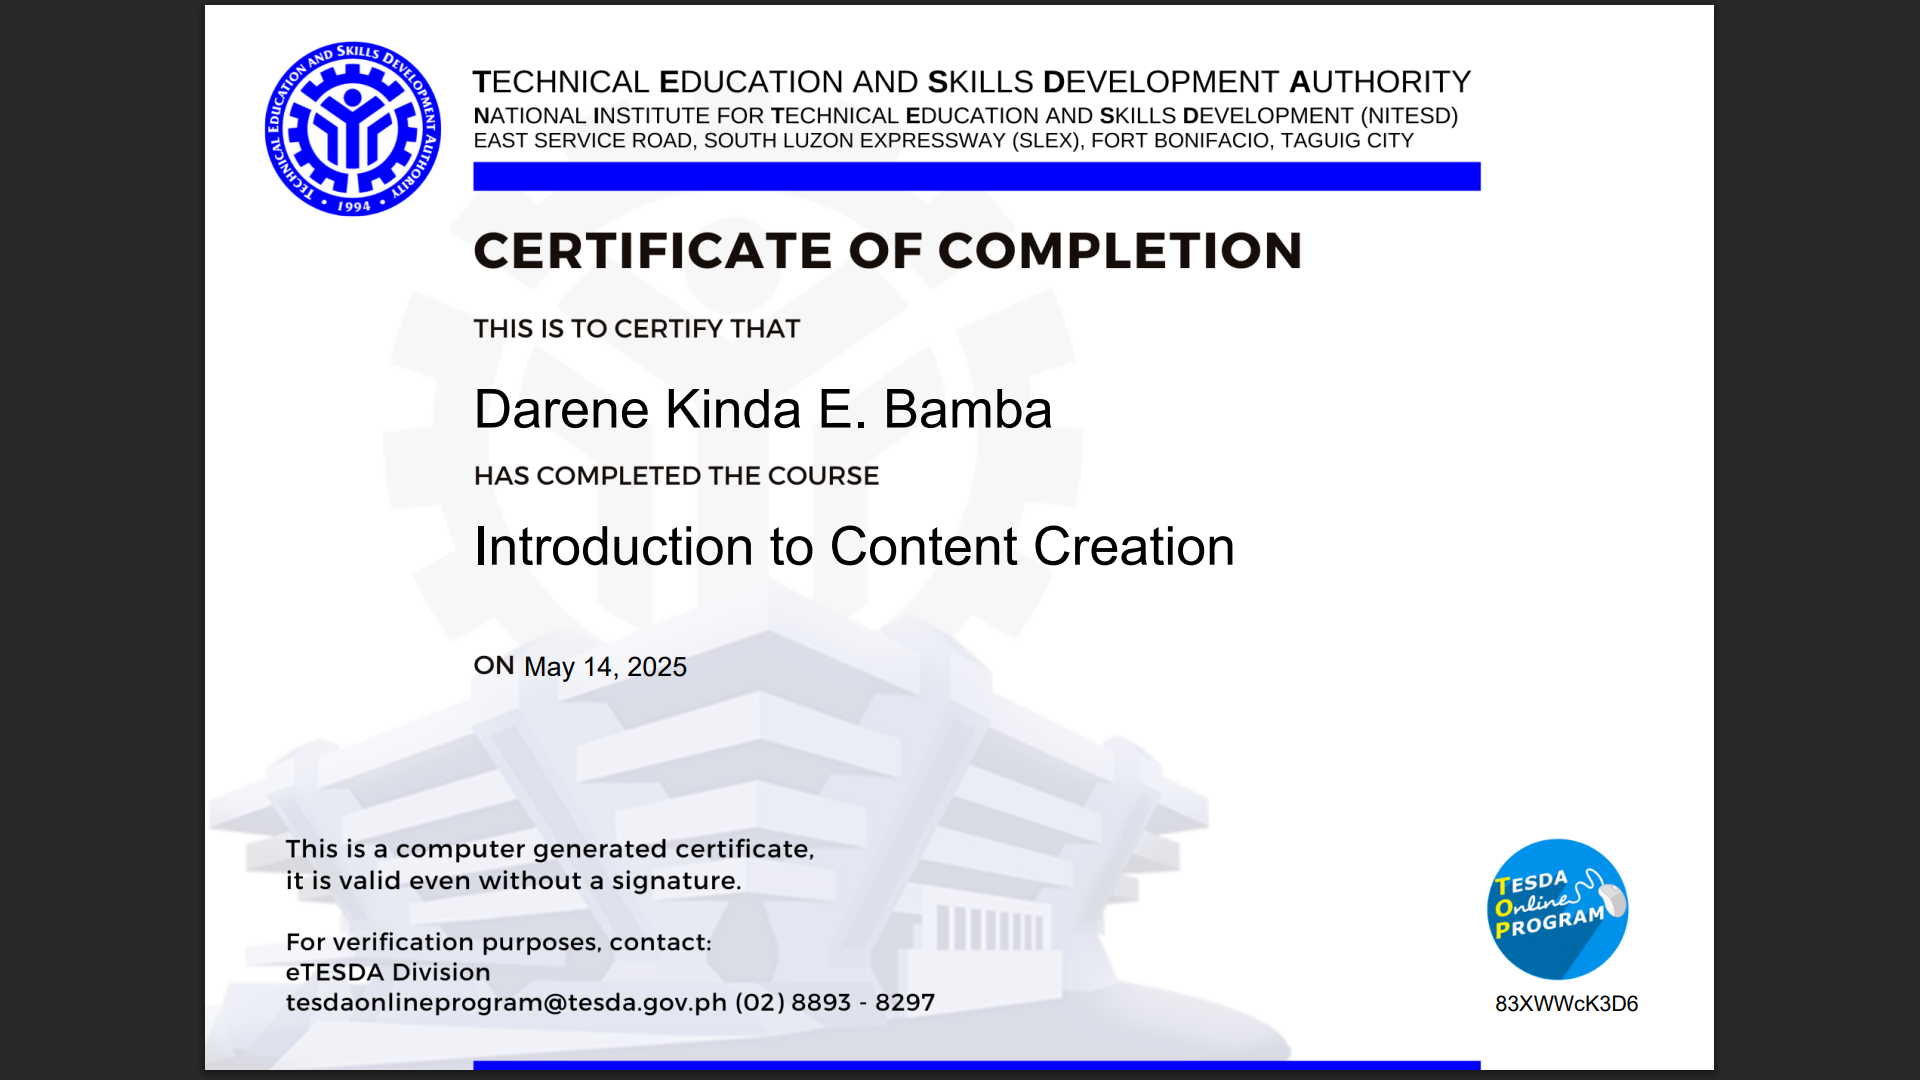 TECHNICAL EDUCATION AND SKILLS DEVELOPMENT AUTHORITY • 1994 •
TECHNICAL EDUCATION AND SKILLS DEVELOPMENT AUTHORITY
NATIONAL INSTITUTE FOR TECHNICAL EDUCATION AND SKILLS DEVELOPMENT (NITESD)
EAST SERVICE ROAD, SOUTH LUZON EXPRESSWAY (SLEX), FORT BONIFACIO, TAGUIG CITY
CERTIFICATE OF COMPLETION
THIS IS TO CERTIFY THAT
Darene Kinda E. Bamba
HAS COMPLETED THE COURSE
Introduction to Content Creation
ON May 14, 2025
This is a computer generated certificate,
it is valid even without a signature.
For verification purposes, contact:
eTESDA Division
tesdaonlineprogram@tesda.gov.ph (02) 8893 - 8297
TESDA
Online
PROGRAM
83XWWcK3D6